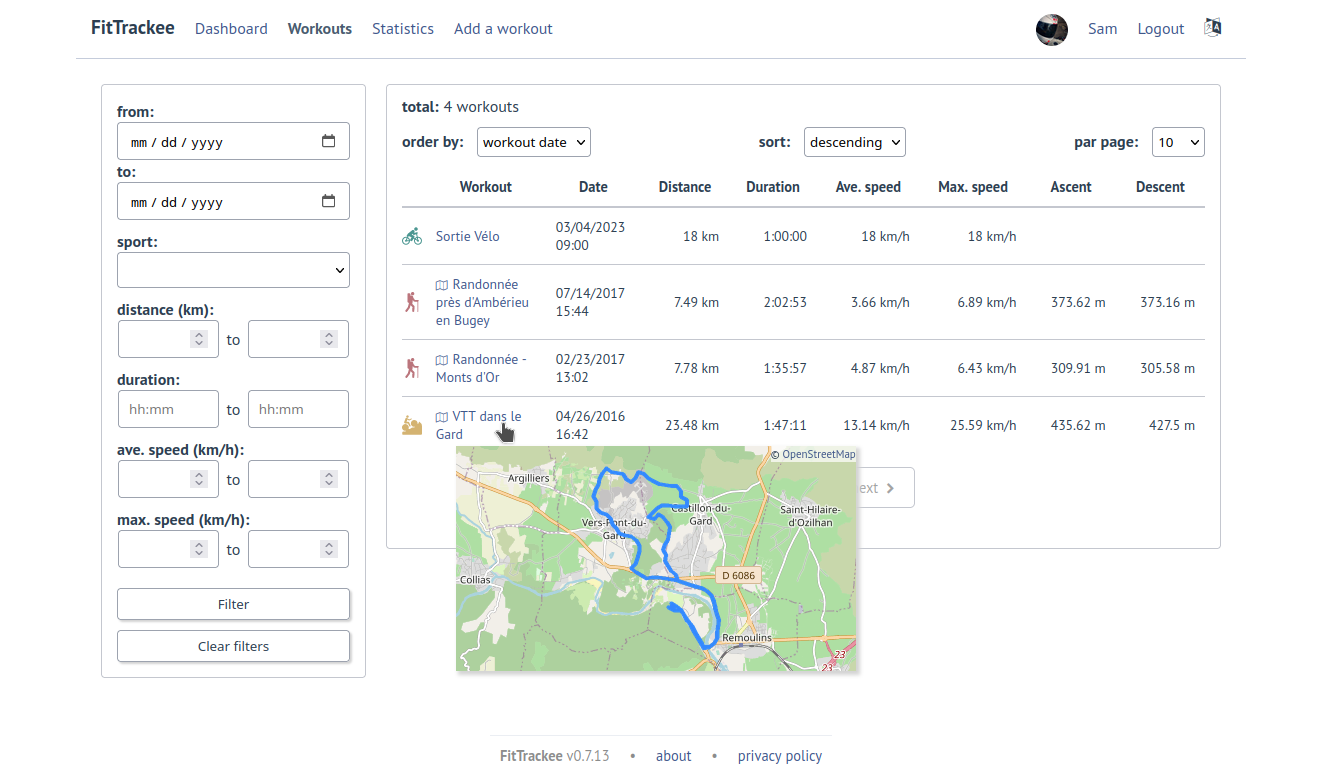 FitTrackee Dashboard Workouts Statistics Add a workout Sam Logout
from:
mm / dd / yyyy
to:
mm / dd / yyyy
sport:
distance (km):
to
duration:
hh:mm to hh:mm
ave. speed (km/h):
to
max. speed (km/h):
to
Filter
Clear filters
total: 4 workouts
order by: workout date sort: descending par page: 10
Workout Date Distance Duration Ave. speed Max. speed Ascent Descent
Sortie Vélo 03/04/2023 09:00 18 km 1:00:00 18 km/h 18 km/h
Randonnée près d'Ambérieu en Bugey 07/14/2017 15:44 7.49 km 2:02:53 3.66 km/h 6.89 km/h 373.62 m 373.16 m
Randonnée - Monts d'Or 02/23/2017 13:02 7.78 km 1:35:57 4.87 km/h 6.43 km/h 309.91 m 305.58 m
VTT dans le Gard 04/26/2016 16:42 23.48 km 1:47:11 13.14 km/h 25.59 km/h 435.62 m 427.5 m
© OpenStreetMap
Argilliers
Castillon-du-
Gard
Saint-Hilaire-
d'Ozilhan
Vers-Pont-du-
Gard
Collias
D 6086
Remoulins
23
23
FitTrackee v0.7.13 • about • privacy policy